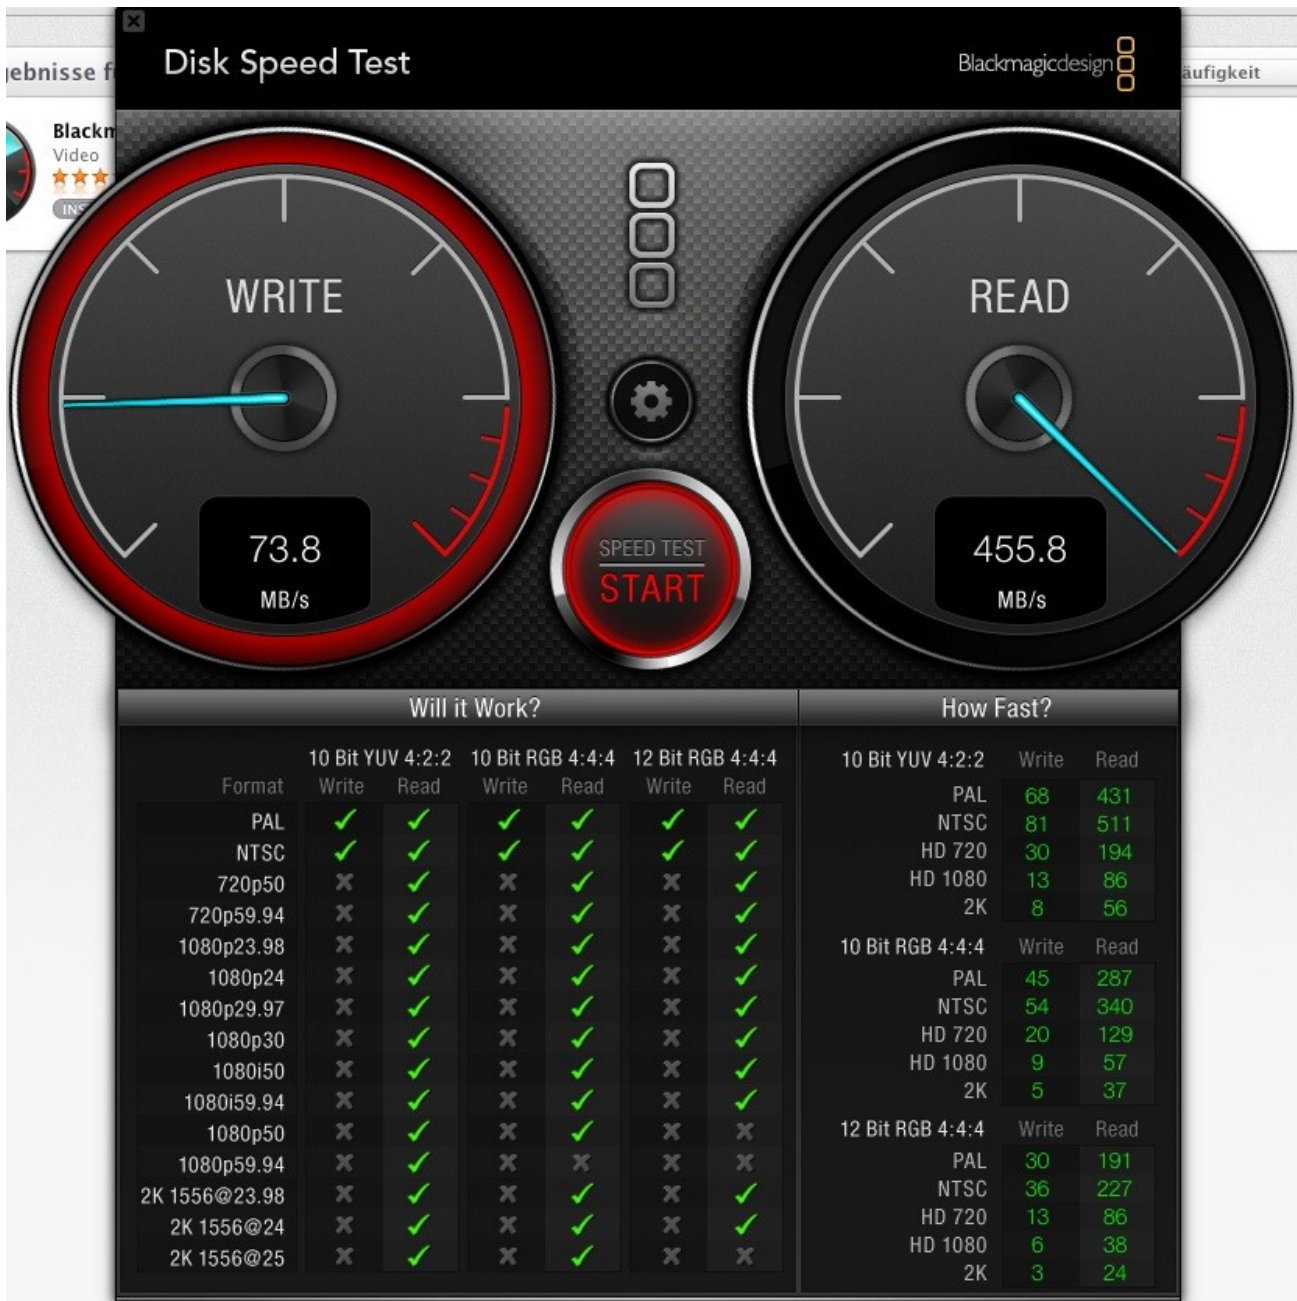 Disk Speed Test
Blackmagicdesign
ebnisse f
äufigkeit
Blackm
Video
INS
WRITE
73.8
MB/s
READ
455.8
MB/s
SPEED TEST
START
Will it Work?
How Fast?
10 Bit YUV 4:2:2 10 Bit RGB 4:4:4 12 Bit RGB 4:4:4
Format Write Read Write Read Write Read
PAL ✓ ✓ ✓ ✓ ✓ ✓
NTSC ✓ ✓ ✓ ✓ ✓ ✓
720p50 ✗ ✓ ✗ ✓ ✗ ✓
720p59.94 ✗ ✓ ✗ ✓ ✗ ✓
1080p23.98 ✗ ✓ ✗ ✓ ✗ ✓
1080p24 ✗ ✓ ✗ ✓ ✗ ✓
1080p29.97 ✗ ✓ ✗ ✓ ✗ ✓
1080p30 ✗ ✓ ✗ ✓ ✗ ✓
1080i50 ✗ ✓ ✗ ✓ ✗ ✓
1080i59.94 ✗ ✓ ✗ ✓ ✗ ✓
1080p50 ✗ ✓ ✗ ✓ ✗ ✗
1080p59.94 ✗ ✓ ✗ ✗ ✗ ✗
2K 1556@23.98 ✗ ✓ ✗ ✓ ✗ ✓
2K 1556@24 ✗ ✓ ✗ ✓ ✗ ✓
2K 1556@25 ✗ ✓ ✗ ✓ ✗ ✗
10 Bit YUV 4:2:2 Write Read
PAL 68 431
NTSC 81 511
HD 720 30 194
HD 1080 13 86
2K 8 56
10 Bit RGB 4:4:4 Write Read
PAL 45 287
NTSC 54 340
HD 720 20 129
HD 1080 9 57
2K 5 37
12 Bit RGB 4:4:4 Write Read
PAL 30 191
NTSC 36 227
HD 720 13 86
HD 1080 6 38
2K 3 24